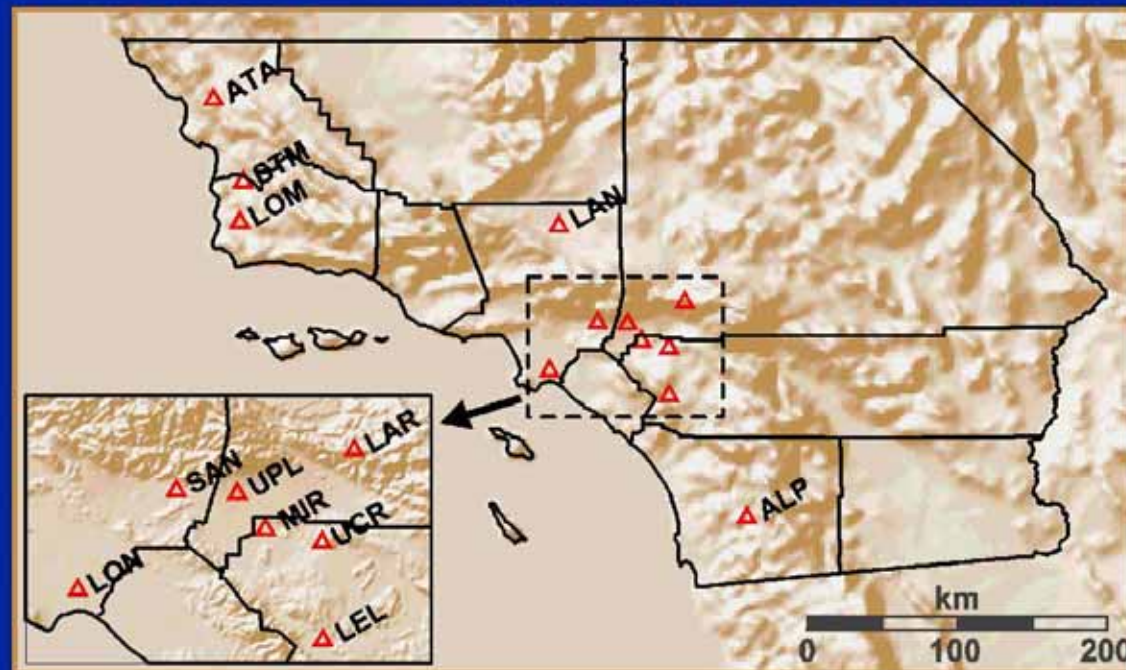 ATA
STM
LOM
LAN
LAR
SAN
UPL
MIR
UCR
LON
LEL
ALP
km
0 100 200